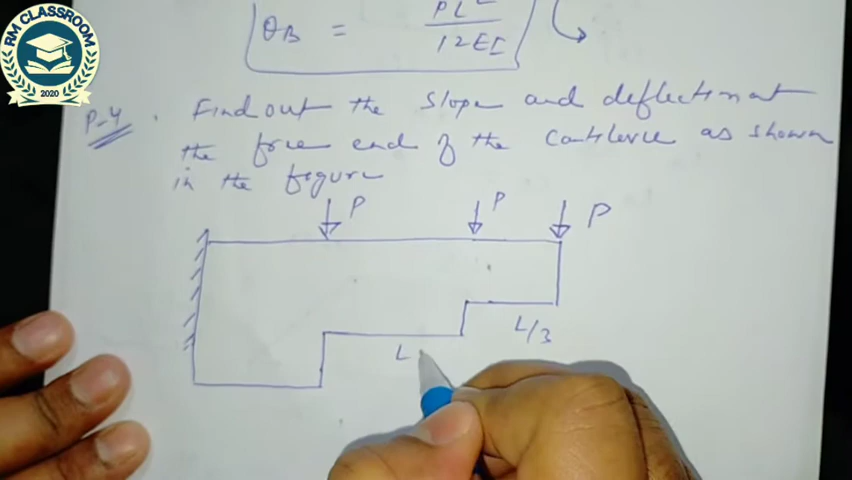 RM CLASSROOM
2020
θB = PL²/12EI
P-4. Find out the slope and deflection at
the free end of the cantilever as shown
in the figure
P P P
L/3
L